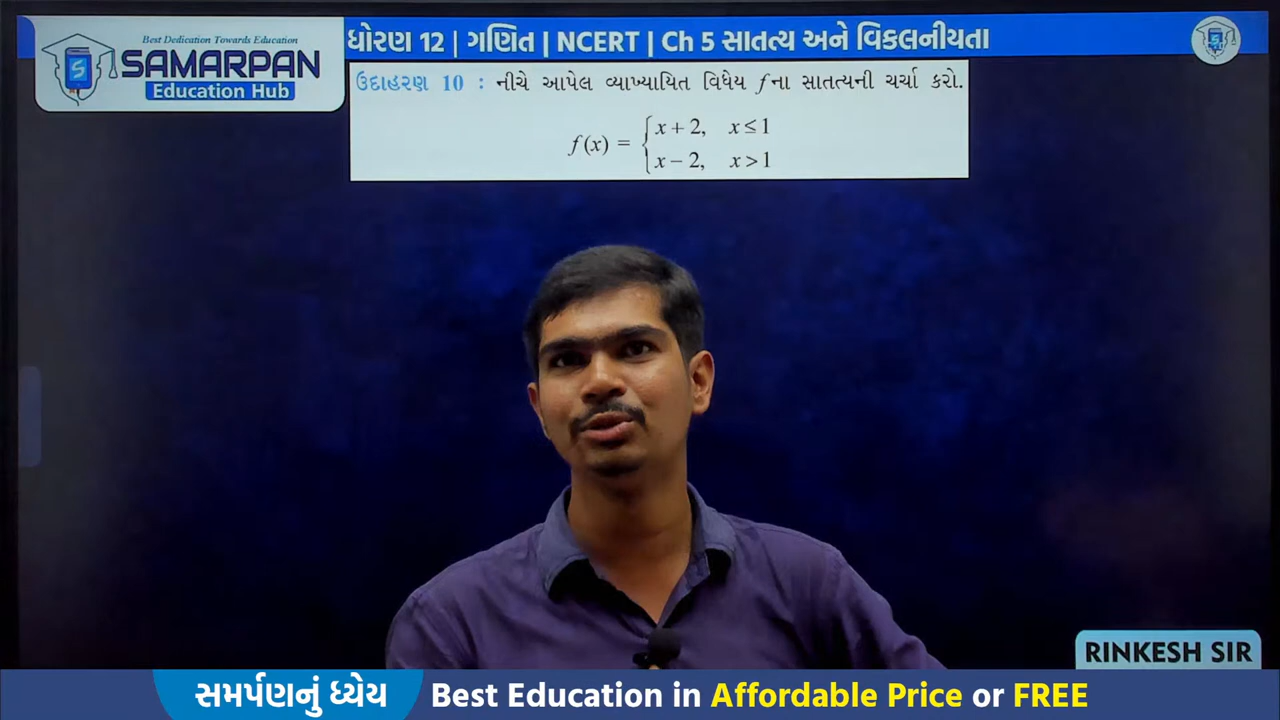 Best Dedication Towards Education
SAMARPAN
Education Hub
ધોરણ 12 | ગણિત | NCERT | Ch 5 સાતત્ય અને વિકલનીયતા
ઉદાહરણ 10 : નીચે આપેલ વ્યાખ્યાયિત વિધેય f ના સાતત્યની ચર્ચા કરો.
f(x) = { x + 2, x ≤ 1
x − 2, x > 1
RINKESH SIR
સમર્પણનું ધ્યેય Best Education in Affordable Price or FREE